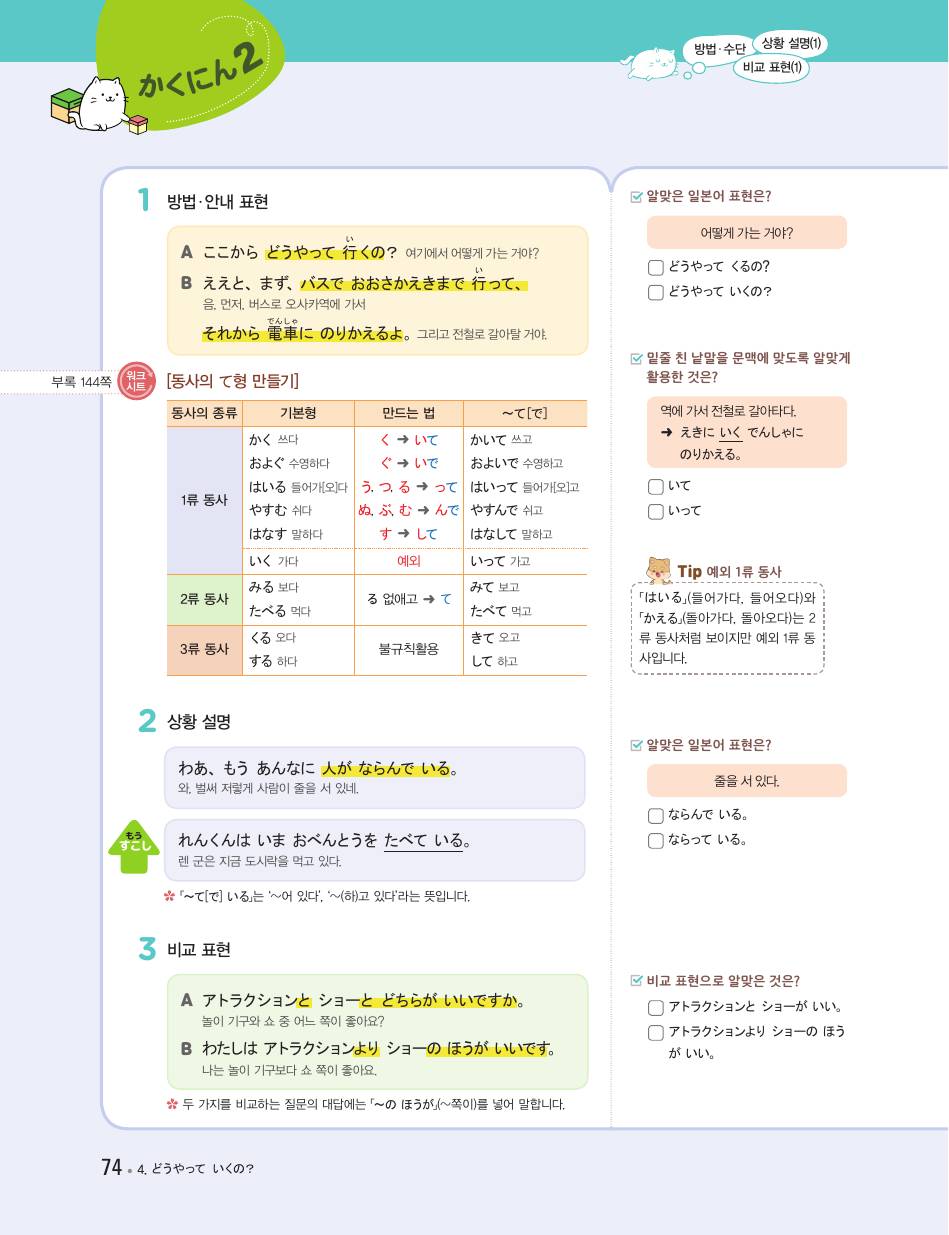 かくにん2
방법·수단
상황 설명(1)
비교 표현(1)
1 방법·안내 표현
A ここから どうやって 行くの? 여기에서 어떻게 가는 거야?
い
B ええと、まず、バスで おおさかえきまで 行って、
い
음, 먼저, 버스로 오사카역에 가서
それから 電車に のりかえるよ。 그리고 전철로 갈아탈 거야.
でんしゃ
부록 144쪽
워크
시트
[동사의 て형 만들기]
동사의 종류 기본형 만드는 법 ～て[で]
1류 동사
かく 쓰다 く ➔ いて かいて 쓰고
およぐ 수영하다 ぐ ➔ いで およいで 수영하고
はいる 들어가[오]다 う, つ, る ➔ って はいって 들어가[오]고
やすむ 쉬다 ぬ, ぶ, む ➔ んで やすんで 쉬고
はなす 말하다 す ➔ して はなして 말하고
いく 가다 예외 いって 가고
2류 동사
みる 보다 る 없애고 ➔ て みて 보고
たべる 먹다 たべて 먹고
3류 동사
くる 오다 불규칙활용 きて 오고
する 하다 して 하고
2 상황 설명
わあ、もう あんなに 人が ならんで いる。
와, 벌써 저렇게 사람이 줄을 서 있네.
もう
すこし
れんくんは いま おべんとうを たべて いる。
렌 군은 지금 도시락을 먹고 있다.
✽ 「～て[で] いる」는 ‘～어 있다’, ‘～(하)고 있다’라는 뜻입니다.
3 비교 표현
A アトラクションと ショーと どちらが いいですか。
놀이 기구와 쇼 중 어느 쪽이 좋아요?
B わたしは アトラクションより ショーの ほうが いいです。
나는 놀이 기구보다 쇼 쪽이 좋아요.
✽ 두 가지를 비교하는 질문의 대답에는 「～の ほうが」(～쪽이)를 넣어 말합니다.
알맞은 일본어 표현은?
어떻게 가는 거야?
どうやって くるの?
どうやって いくの?
밑줄 친 낱말을 문맥에 맞도록 알맞게
활용한 것은?
역에 가서 전철로 갈아타다.
➔ えきに いく でんしゃに
のりかえる。
いて
いって
Tip 예외 1류 동사
「はいる」(들어가다, 들어오다)와
「かえる」(돌아가다, 돌아오다)는 2
류 동사처럼 보이지만 예외 1류 동
사입니다.
알맞은 일본어 표현은?
줄을 서 있다.
ならんで いる。
ならって いる。
비교 표현으로 알맞은 것은?
アトラクションと ショーが いい。
アトラクションより ショーの ほう
が いい。
74 • 4. どうやって いくの?